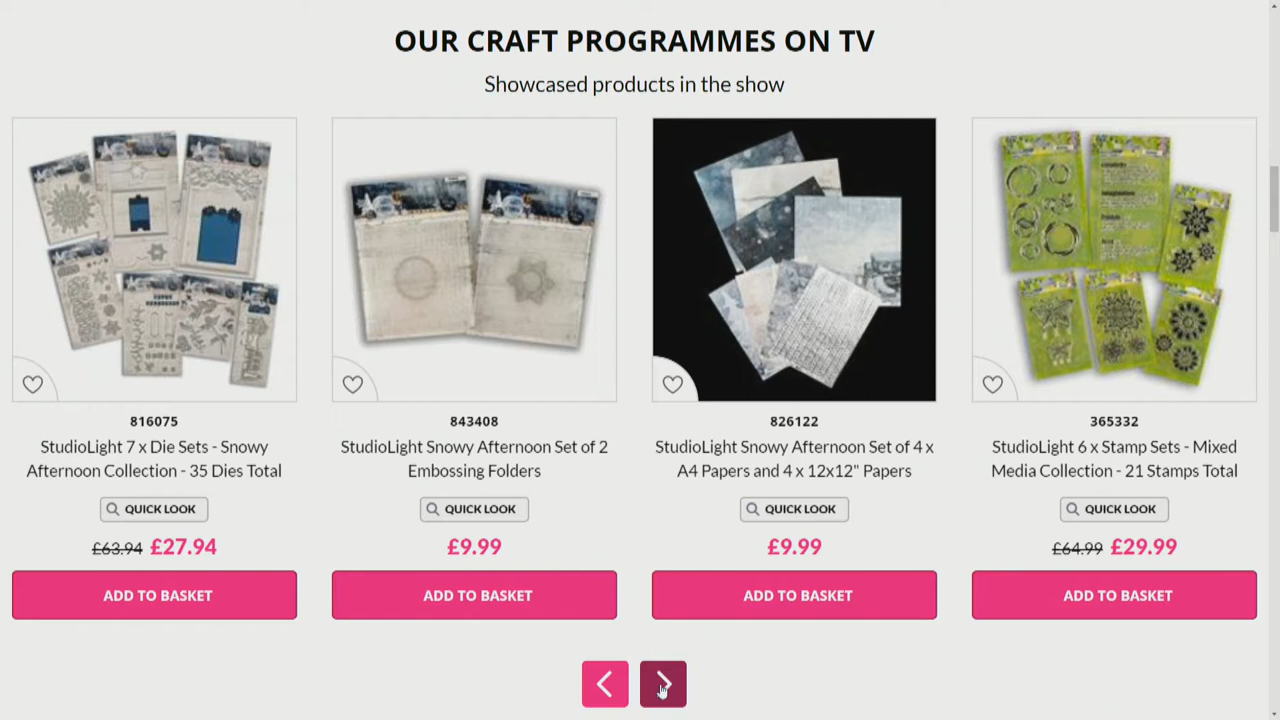 OUR CRAFT PROGRAMMES ON TV
Showcased products in the show
816075
StudioLight 7 x Die Sets - Snowy
Afternoon Collection - 35 Dies Total
QUICK LOOK
£63.94 £27.94
ADD TO BASKET
843408
StudioLight Snowy Afternoon Set of 2
Embossing Folders
QUICK LOOK
£9.99
ADD TO BASKET
826122
StudioLight Snowy Afternoon Set of 4 x
A4 Papers and 4 x 12x12" Papers
QUICK LOOK
£9.99
ADD TO BASKET
365332
StudioLight 6 x Stamp Sets - Mixed
Media Collection - 21 Stamps Total
QUICK LOOK
£64.99 £29.99
ADD TO BASKET